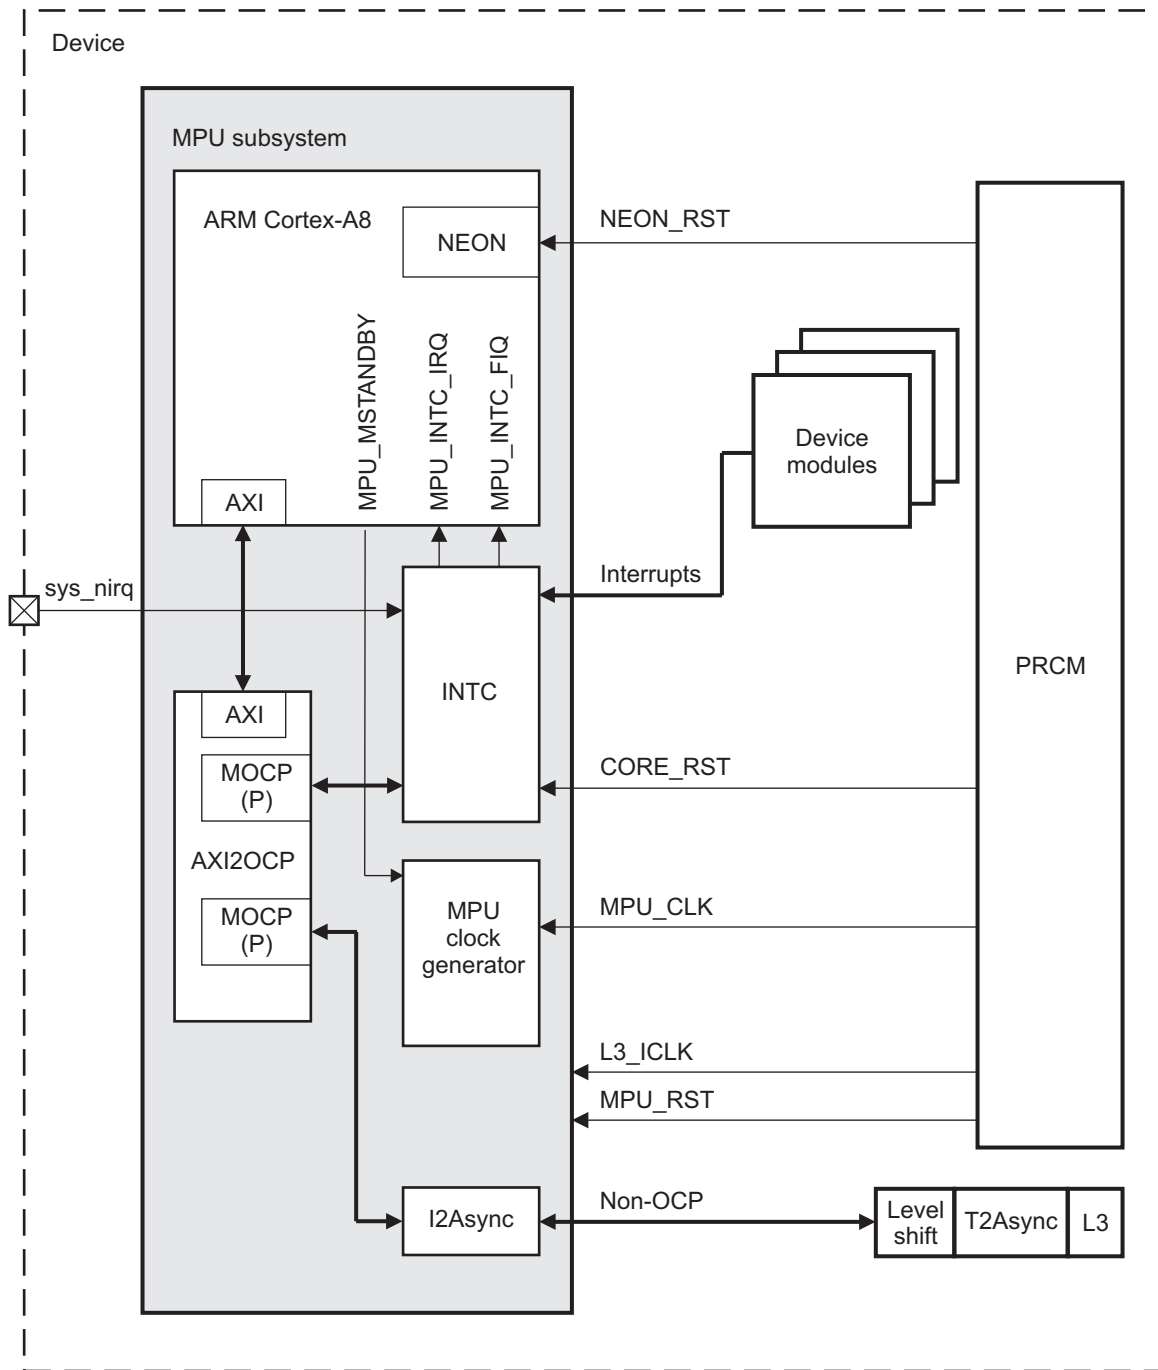 Device
MPU subsystem
ARM Cortex-A8
NEON
NEON_RST
MPU_MSTANDBY
MPU_INTC_IRQ
MPU_INTC_FIQ
Device
modules
AXI
sys_nirq
Interrupts
PRCM
INTC
AXI
MOCP
(P)
CORE_RST
AXI2OCP
MOCP
(P)
MPU
clock
generator
MPU_CLK
L3_ICLK
MPU_RST
I2Async
Non-OCP
Level
shift
T2Async
L3